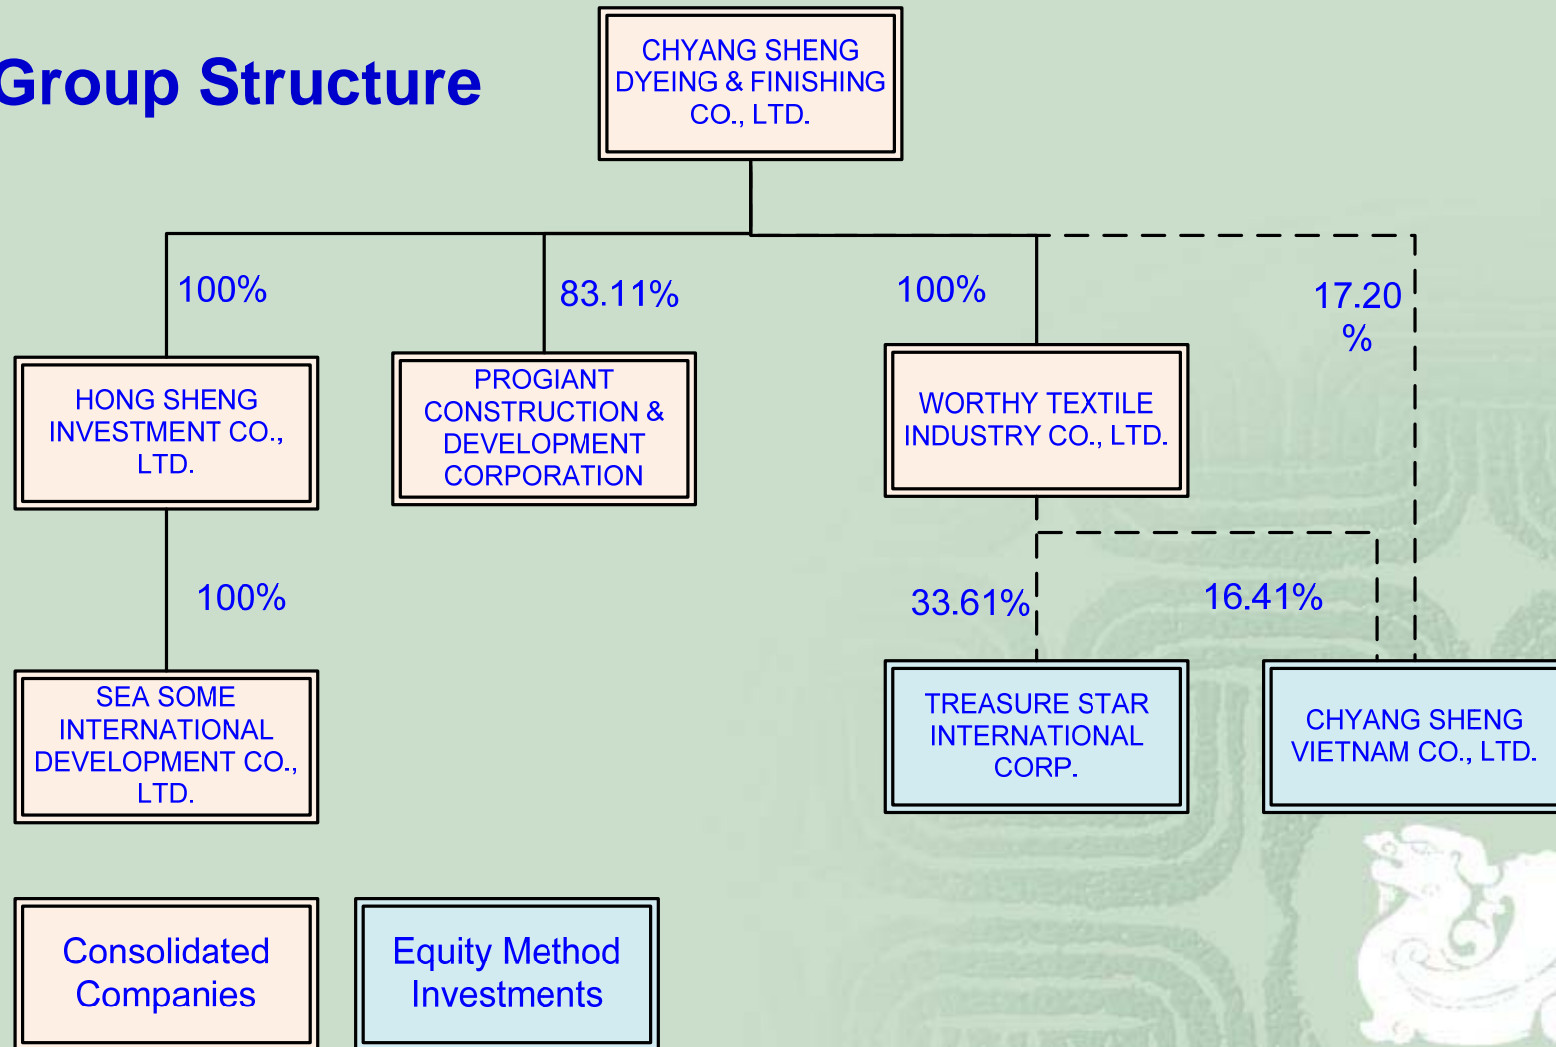 Group Structure
CHYANG SHENG
DYEING & FINISHING
CO., LTD.
100%
83.11%
100%
17.20
%
HONG SHENG
INVESTMENT CO.,
LTD.
PROGIANT
CONSTRUCTION &
DEVELOPMENT
CORPORATION
WORTHY TEXTILE
INDUSTRY CO., LTD.
100%
33.61%
16.41%
SEA SOME
INTERNATIONAL
DEVELOPMENT CO.,
LTD.
TREASURE STAR
INTERNATIONAL
CORP.
CHYANG SHENG
VIETNAM CO., LTD.
Consolidated
Companies
Equity Method
Investments